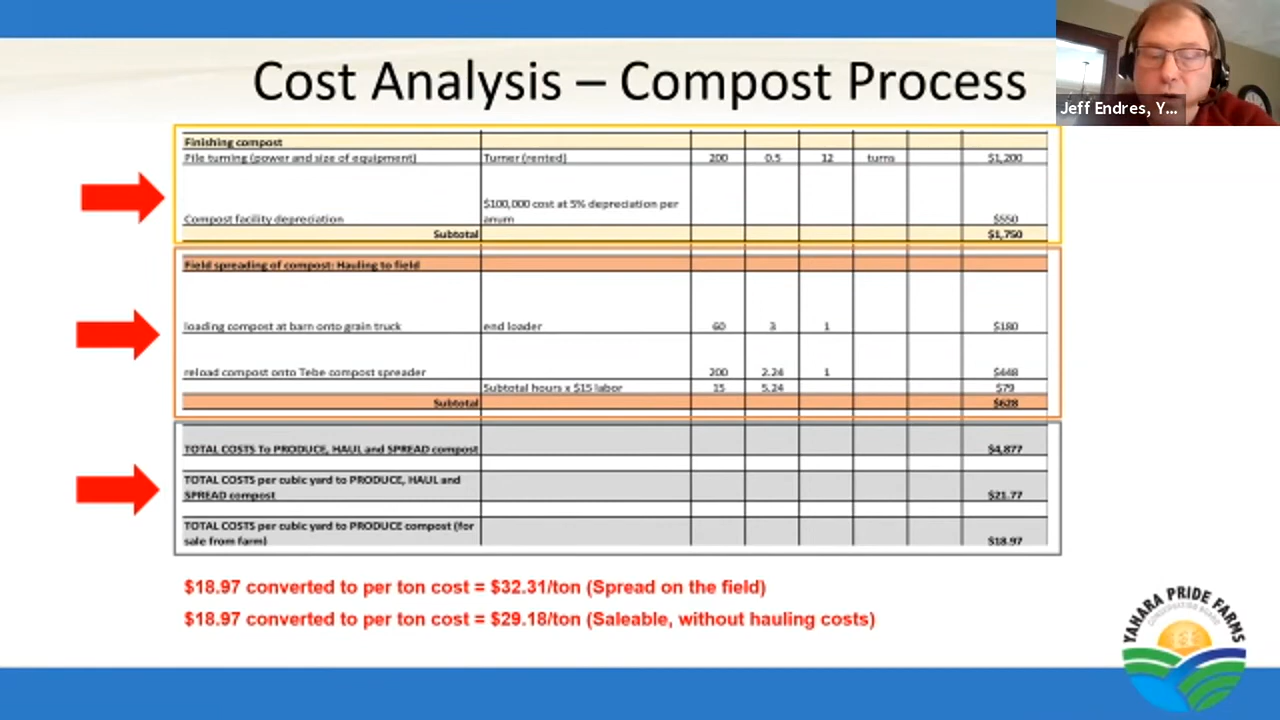 Cost Analysis – Compost Process
Jeff Endres, Y...
Finishing compost
Pile turning (power and size of equipment) Turner (rented) 200 0.5 12 turns $1,200
$100,000 cost at 5% depreciation per
Compost facility depreciation anum $550
Subtotal $1,750
Field spreading of compost: Hauling to field
loading compost at barn onto grain truck end loader 60 3 1 $180
reload compost onto Tebe compost spreader 200 2.24 1 $448
Subtotal hours x $15 labor 15 5.24 $79
Subtotal $628
TOTAL COSTS To PRODUCE, HAUL and SPREAD compost $4,877
TOTAL COSTS per cubic yard to PRODUCE, HAUL and
SPREAD compost $21.77
TOTAL COSTS per cubic yard to PRODUCE compost (for
sale from farm) $18.97
$18.97 converted to per ton cost = $32.31/ton (Spread on the field)
$18.97 converted to per ton cost = $29.18/ton (Saleable, without hauling costs)
YAHARA PRIDE FARMS
CONSERVATION BOARD